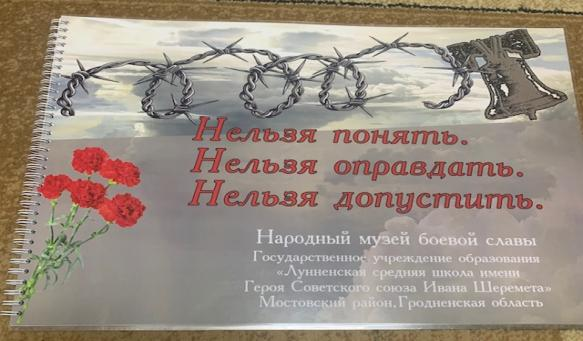 Нельзя понять.
Нельзя оправдать.
Нельзя допустить.
Народный музей боевой славы
Государственное учреждение образования
«Лунненская средняя школа имени
Героя Советского союза Ивана Шеремета»
Мостовский район, Гродненская область